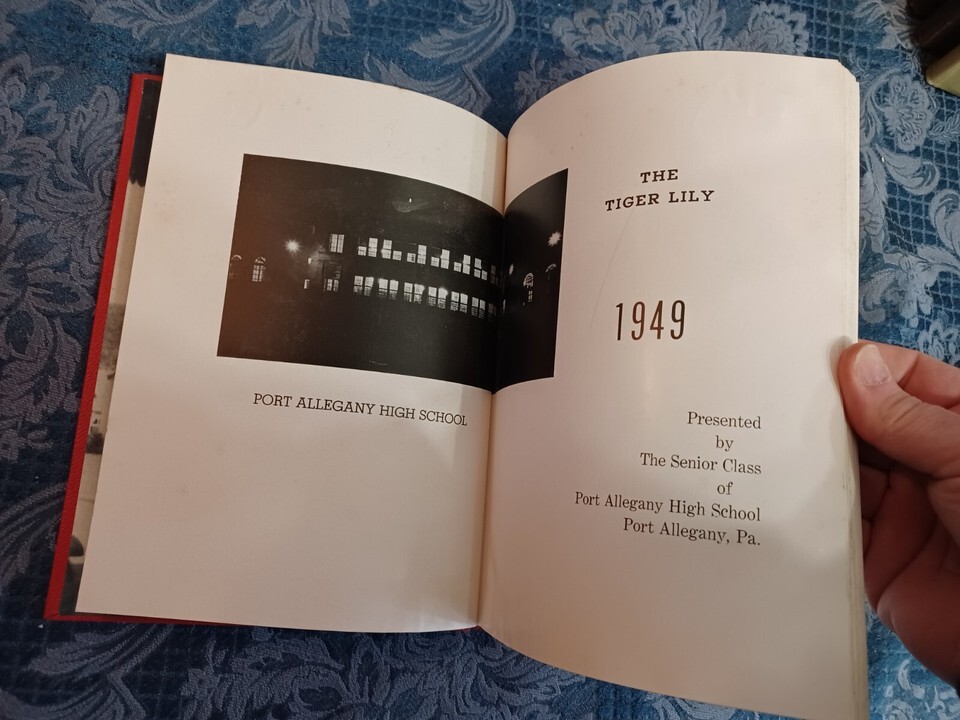 PORT ALLEGANY HIGH SCHOOL
THE
TIGER LILY
1949
Presented
by
The Senior Class
of
Port Allegany High School
Port Allegany, Pa.